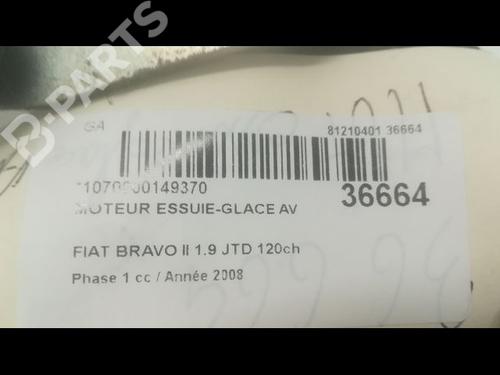 B-PARTS
GA
81210401 36664
36664
MOTEUR ESSUIE-GLACE AV
FIAT BRAVO II 1.9 JTD 120ch
Phase 1 cc / Année 2008